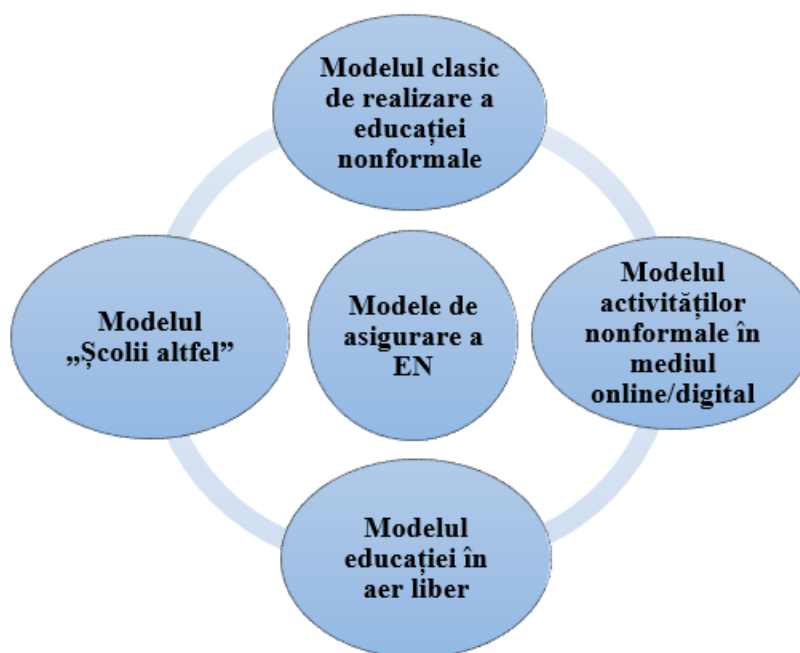 Modelul clasic
de realizare a
educației
nonformale
Modelul
„Școlii altfel”
Modele de
asigurare a
EN
Modelul
activităților
nonformale în
mediul
online/digital
Modelul
educației în
aer liber